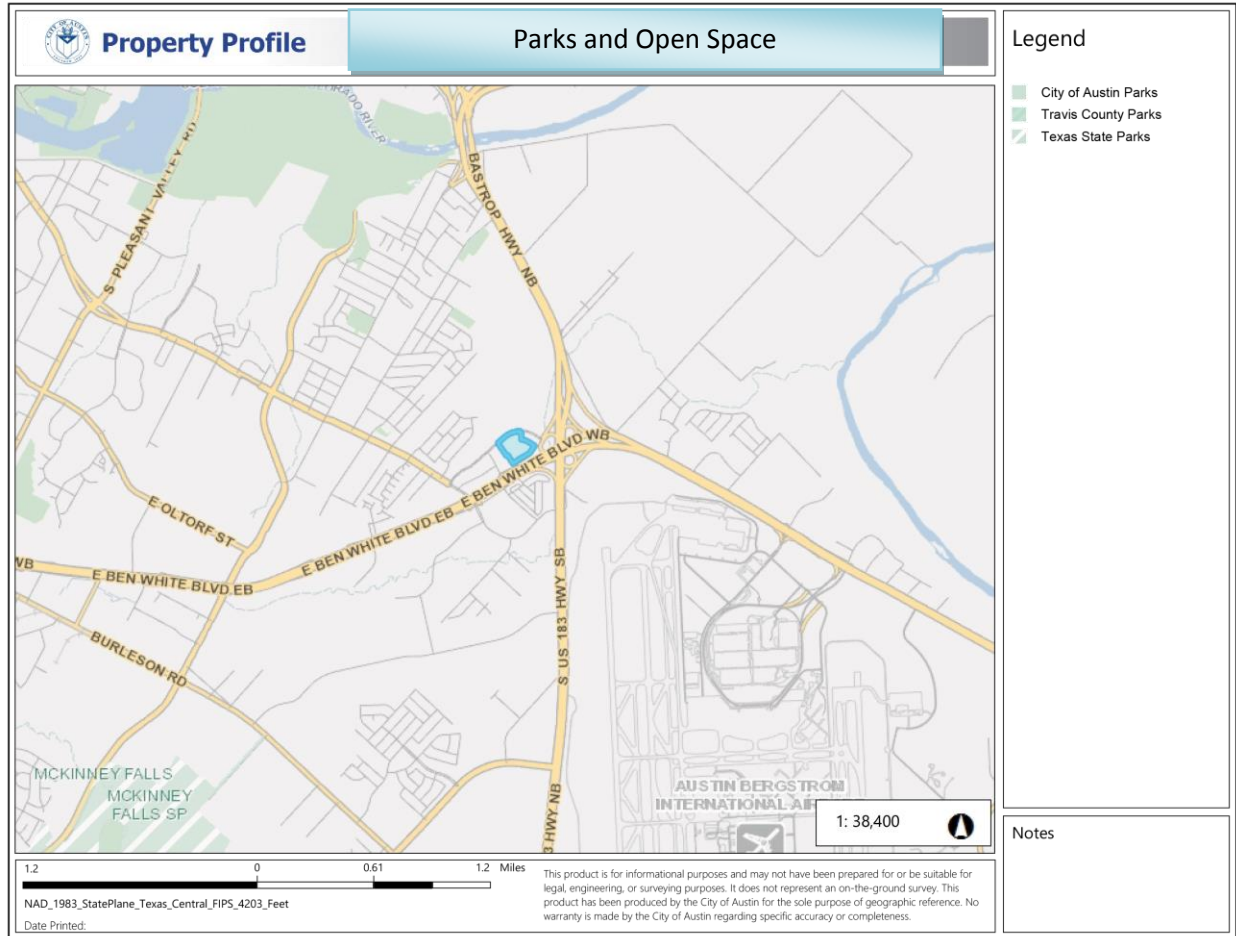 CITY OF AUSTIN
Property Profile
Parks and Open Space
Legend
City of Austin Parks
Travis County Parks
Texas State Parks
COLORADO RIVER
S PLEASANT VALLEY RD
BASTROP HWY NB
E BEN WHITE BLVD WB
E BEN WHITE BLVD EB
E OLTORF ST
E BEN WHITE BLVD EB
WB
E BEN WHITE BLVD EB
BURLESON RD
S US 183 HWY SB
MCKINNEY FALLS
MCKINNEY
FALLS SP
AUSTIN BERGSTROM
INTERNATIONAL
3 HWY NB
1: 38,400
Notes
1.2 0 0.61 1.2 Miles
NAD_1983_StatePlane_Texas_Central_FIPS_4203_Feet
Date Printed:
This product is for informational purposes and may not have been prepared for or be suitable for
legal, engineering, or surveying purposes. It does not represent an on-the-ground survey. This
product has been produced by the City of Austin for the sole purpose of geographic reference. No
warranty is made by the City of Austin regarding specific accuracy or completeness.